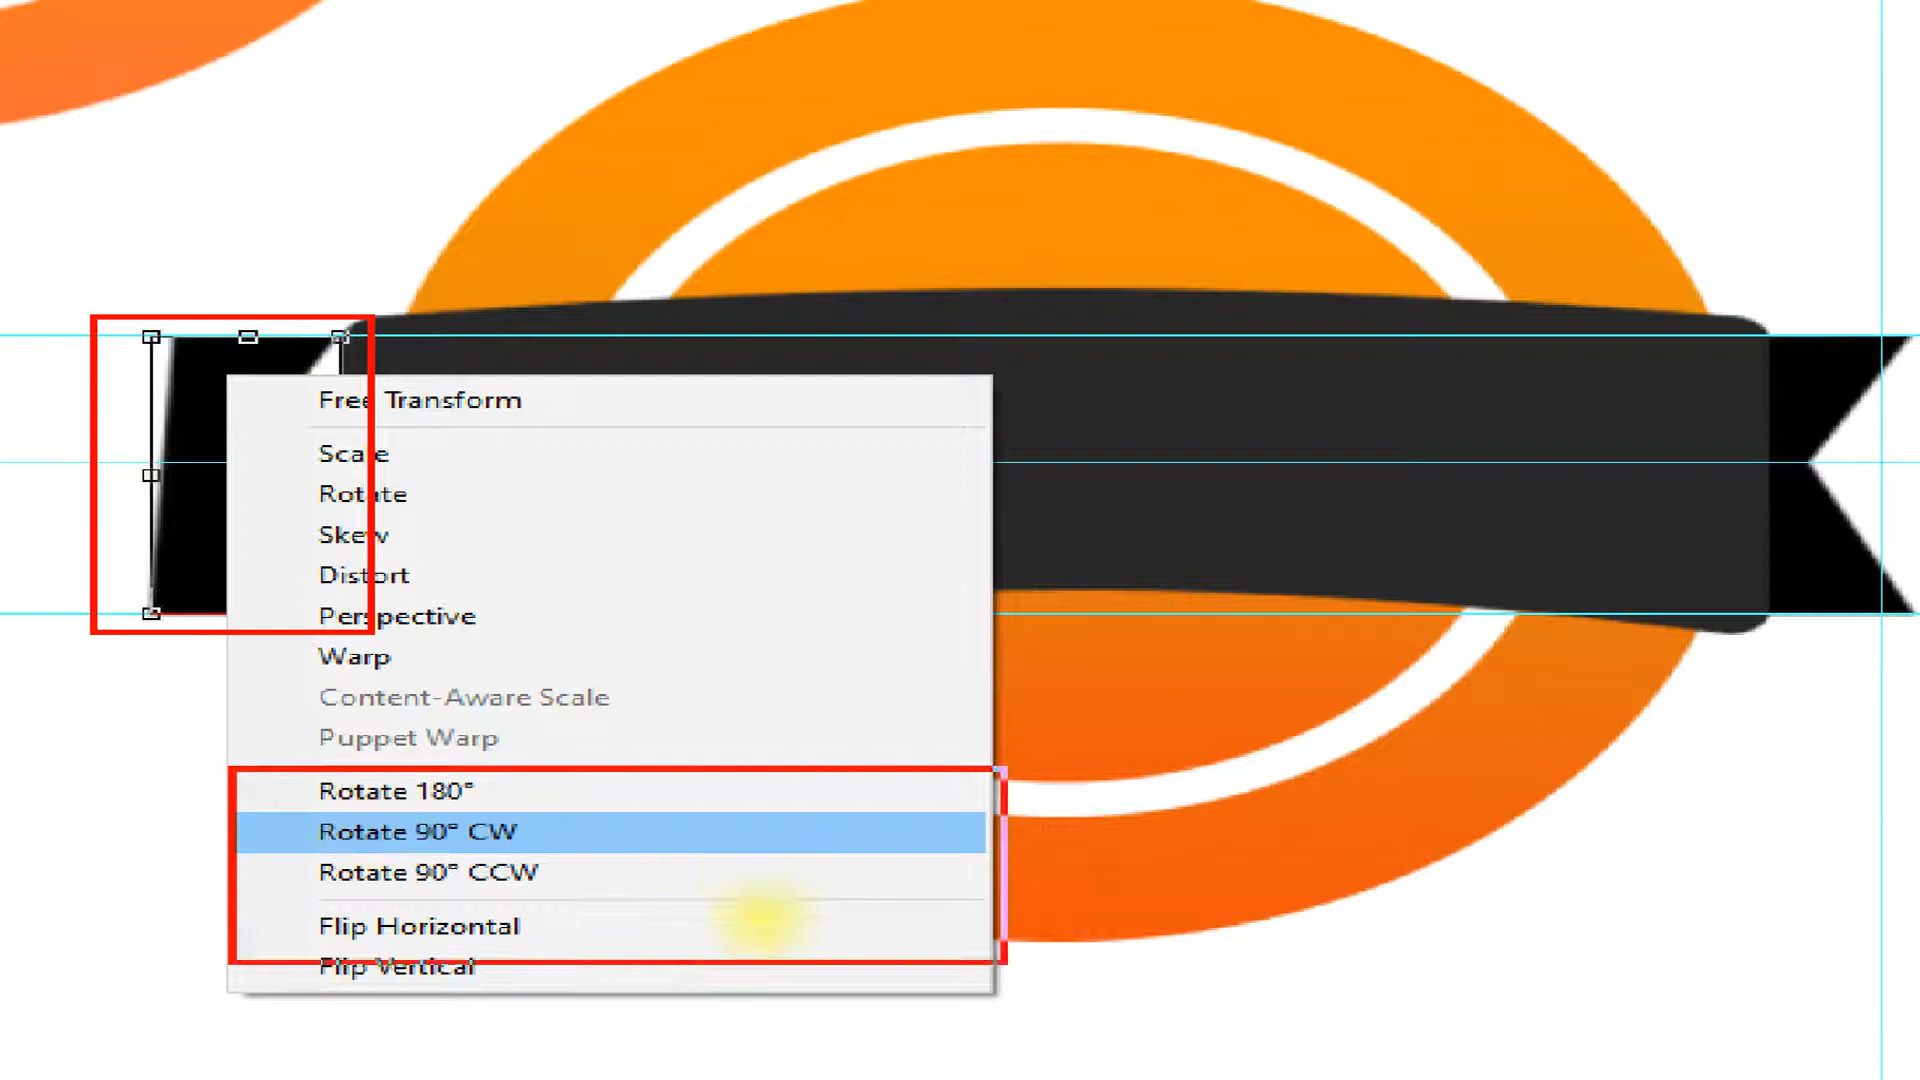 Free Transform
Scale
Rotate
Skew
Distort
Perspective
Warp
Content-Aware Scale
Puppet Warp
Rotate 180°
Rotate 90° CW
Rotate 90° CCW
Flip Horizontal
Flip Vertical